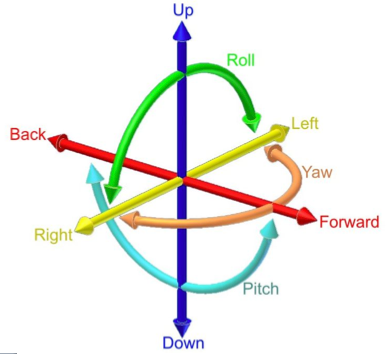 Up
Roll
Left
Back
Yaw
Forward
Right
Pitch
Down